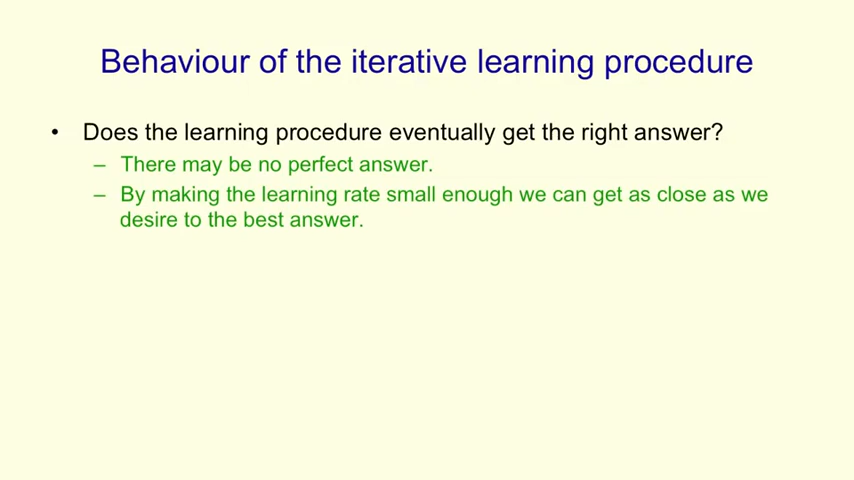 Behaviour of the iterative learning procedure
• Does the learning procedure eventually get the right answer?
– There may be no perfect answer.
– By making the learning rate small enough we can get as close as we
desire to the best answer.